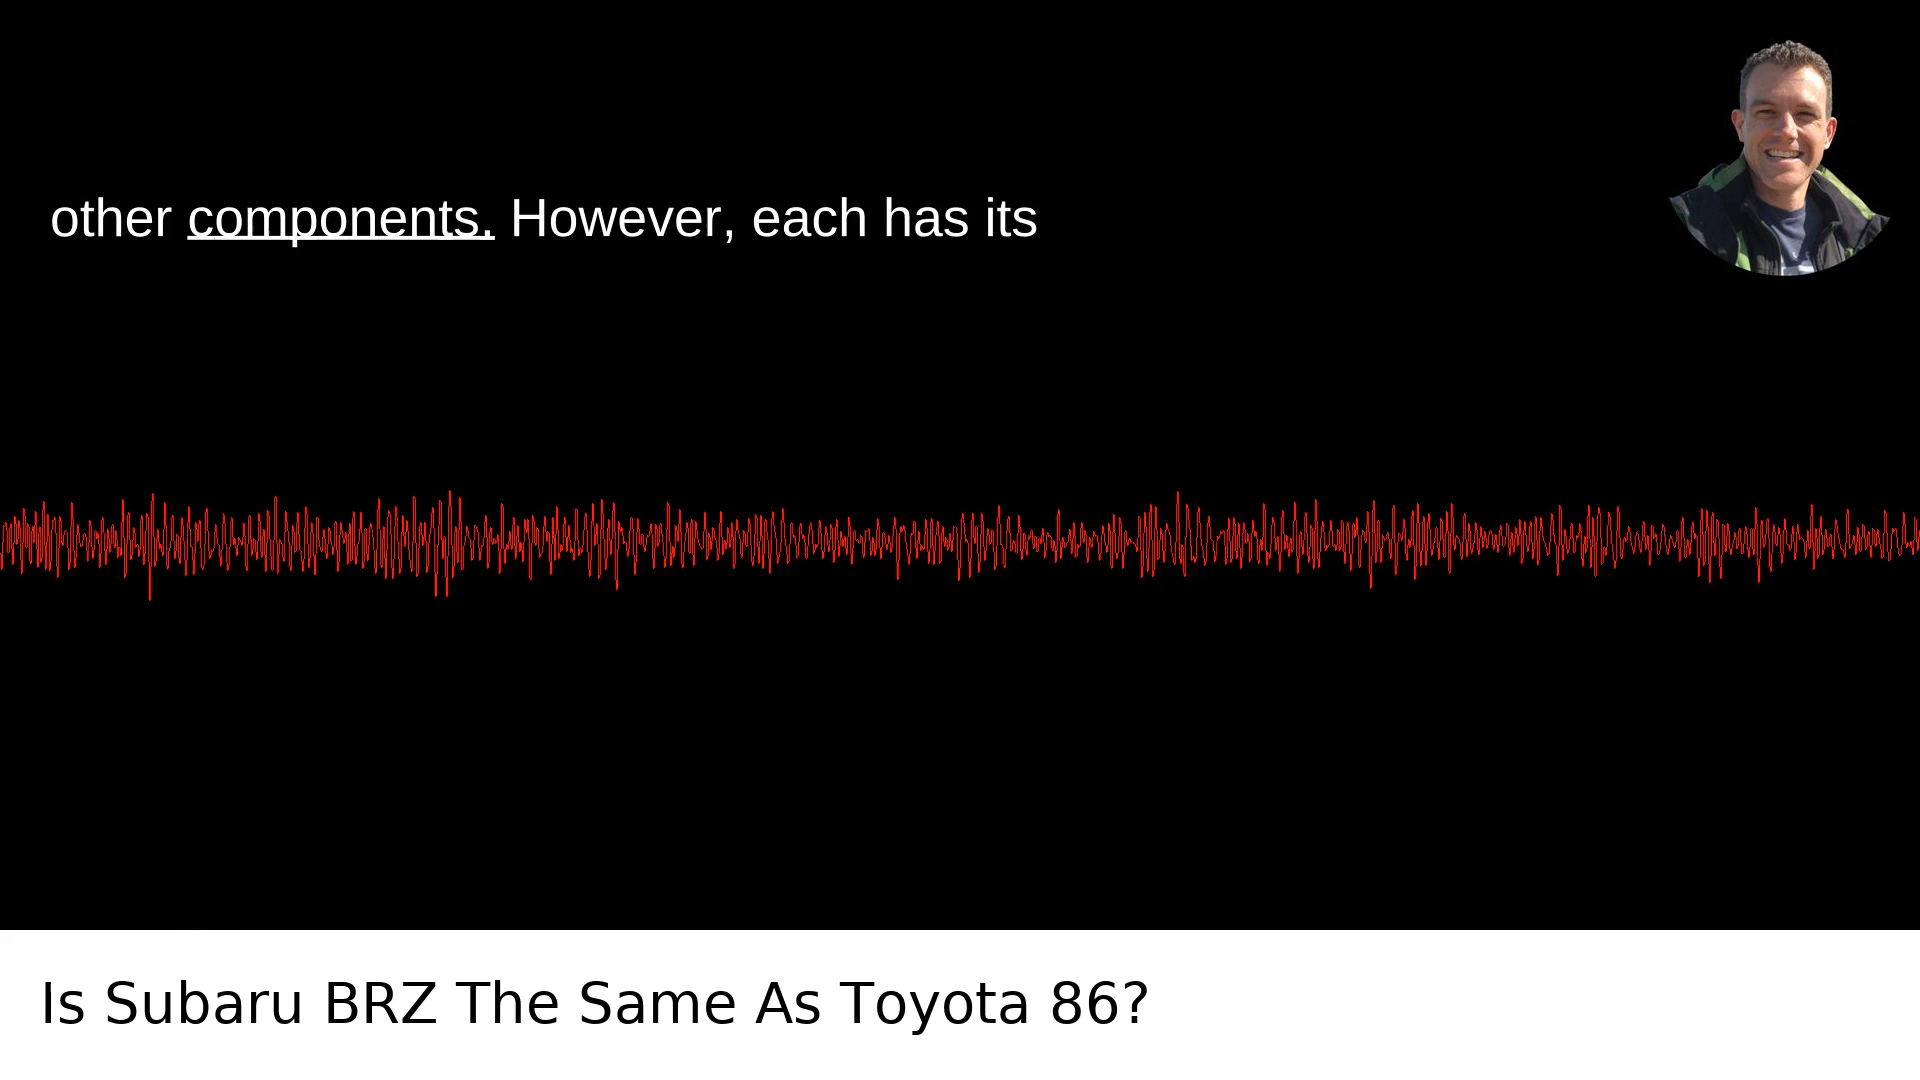 other components. However, each has its
Is Subaru BRZ The Same As Toyota 86?